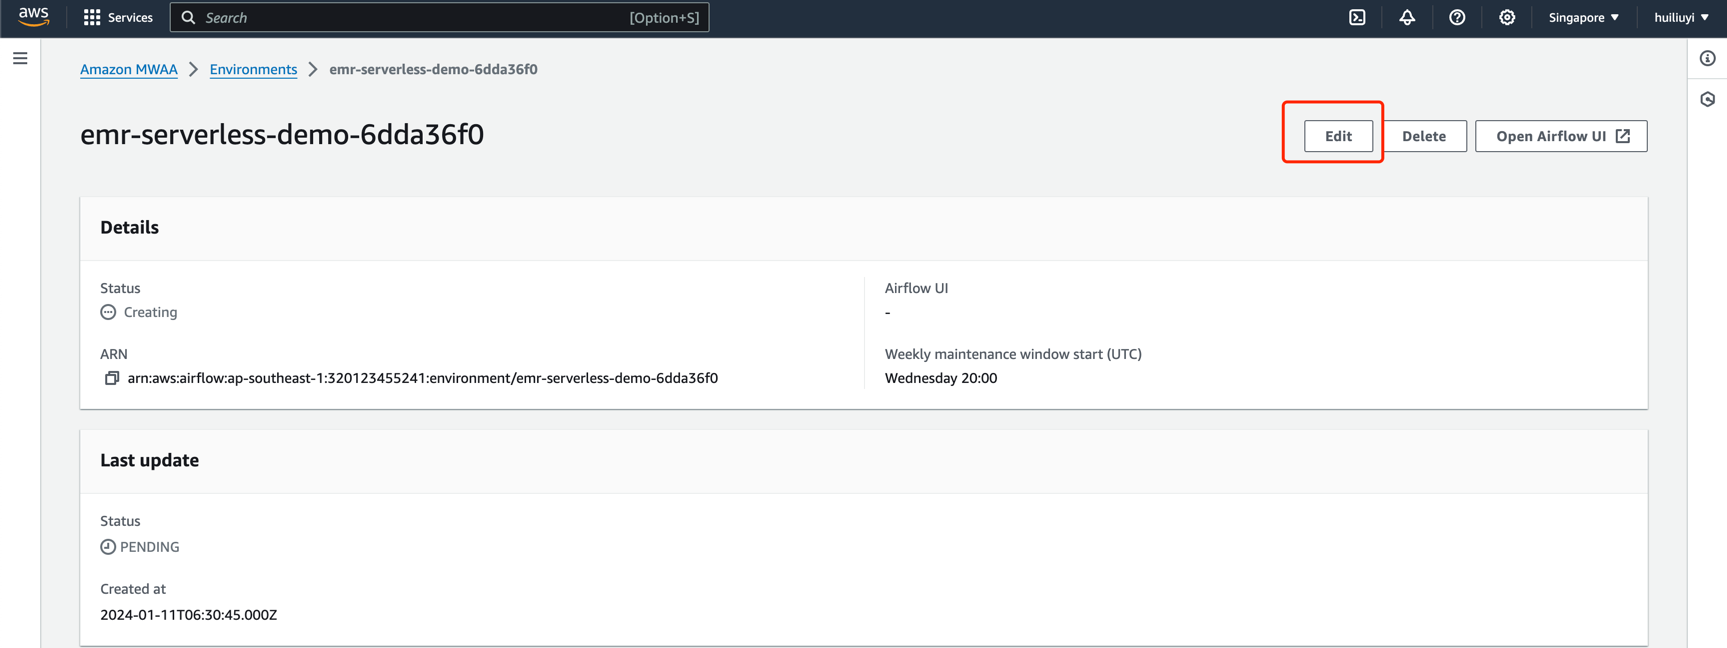 aws Services Search [Option+S] Singapore ▼ huiliuyi ▼
Amazon MWAA > Environments > emr-serverless-demo-6dda36f0
emr-serverless-demo-6dda36f0
Edit Delete Open Airflow UI
Details
Status
Creating
ARN
arn:aws:airflow:ap-southeast-1:320123455241:environment/emr-serverless-demo-6dda36f0
Airflow UI
-
Weekly maintenance window start (UTC)
Wednesday 20:00
Last update
Status
PENDING
Created at
2024-01-11T06:30:45.000Z